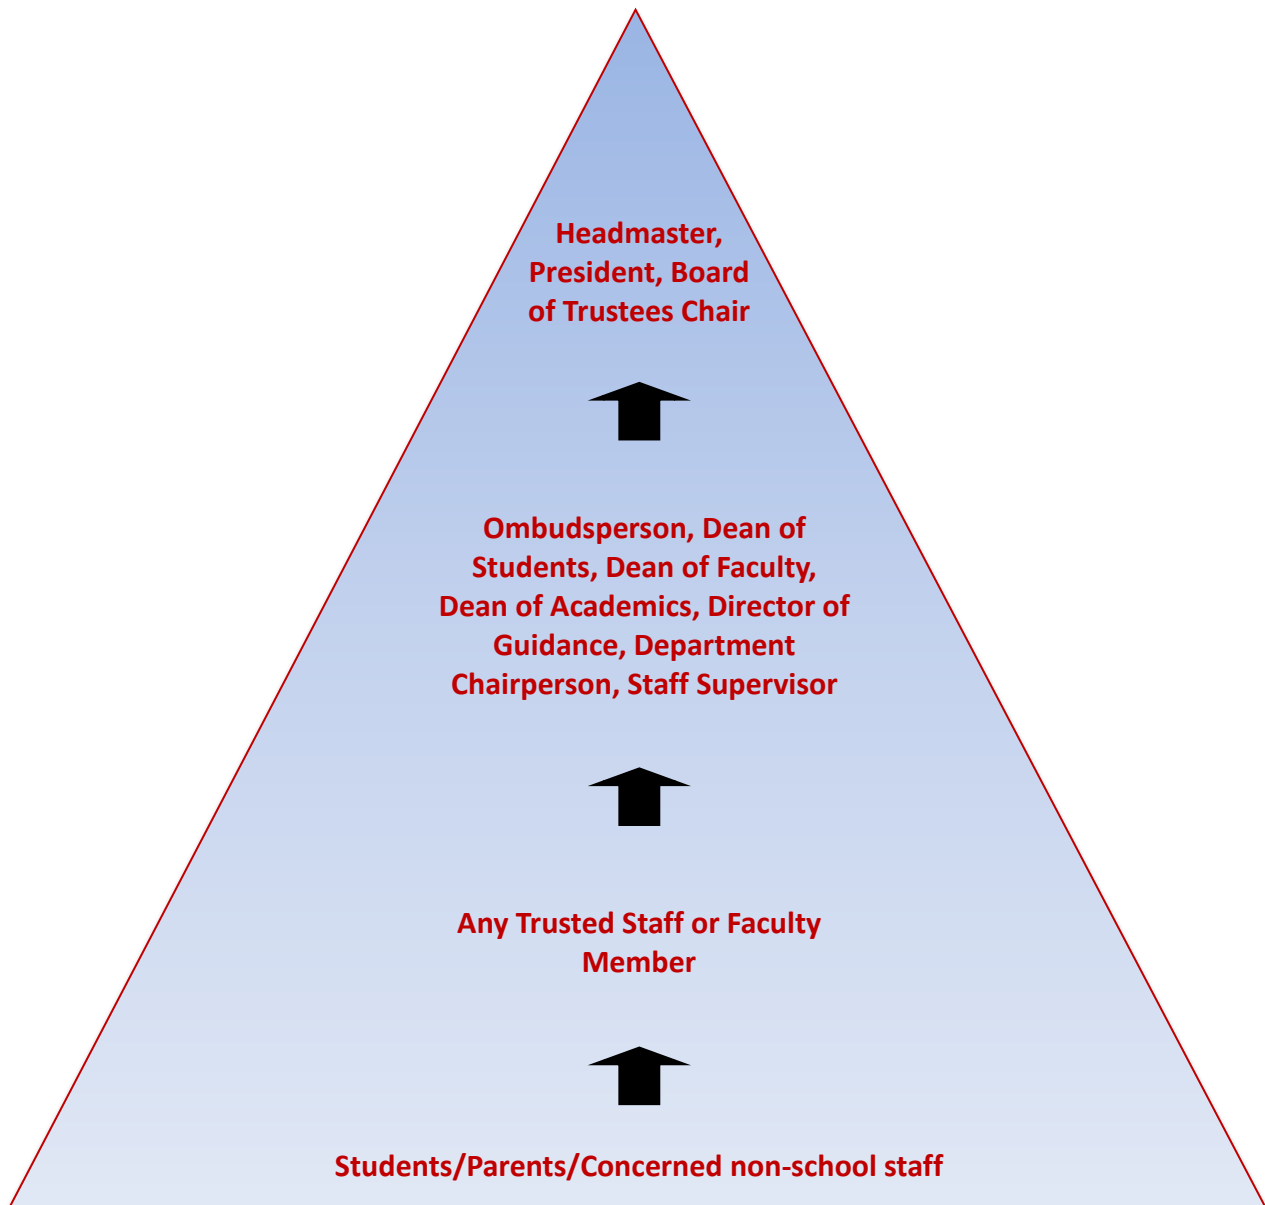 Headmaster,
President, Board
of Trustees Chair
Ombudsperson, Dean of
Students, Dean of Faculty,
Dean of Academics, Director of
Guidance, Department
Chairperson, Staff Supervisor
Any Trusted Staff or Faculty
Member
Students/Parents/Concerned non-school staff